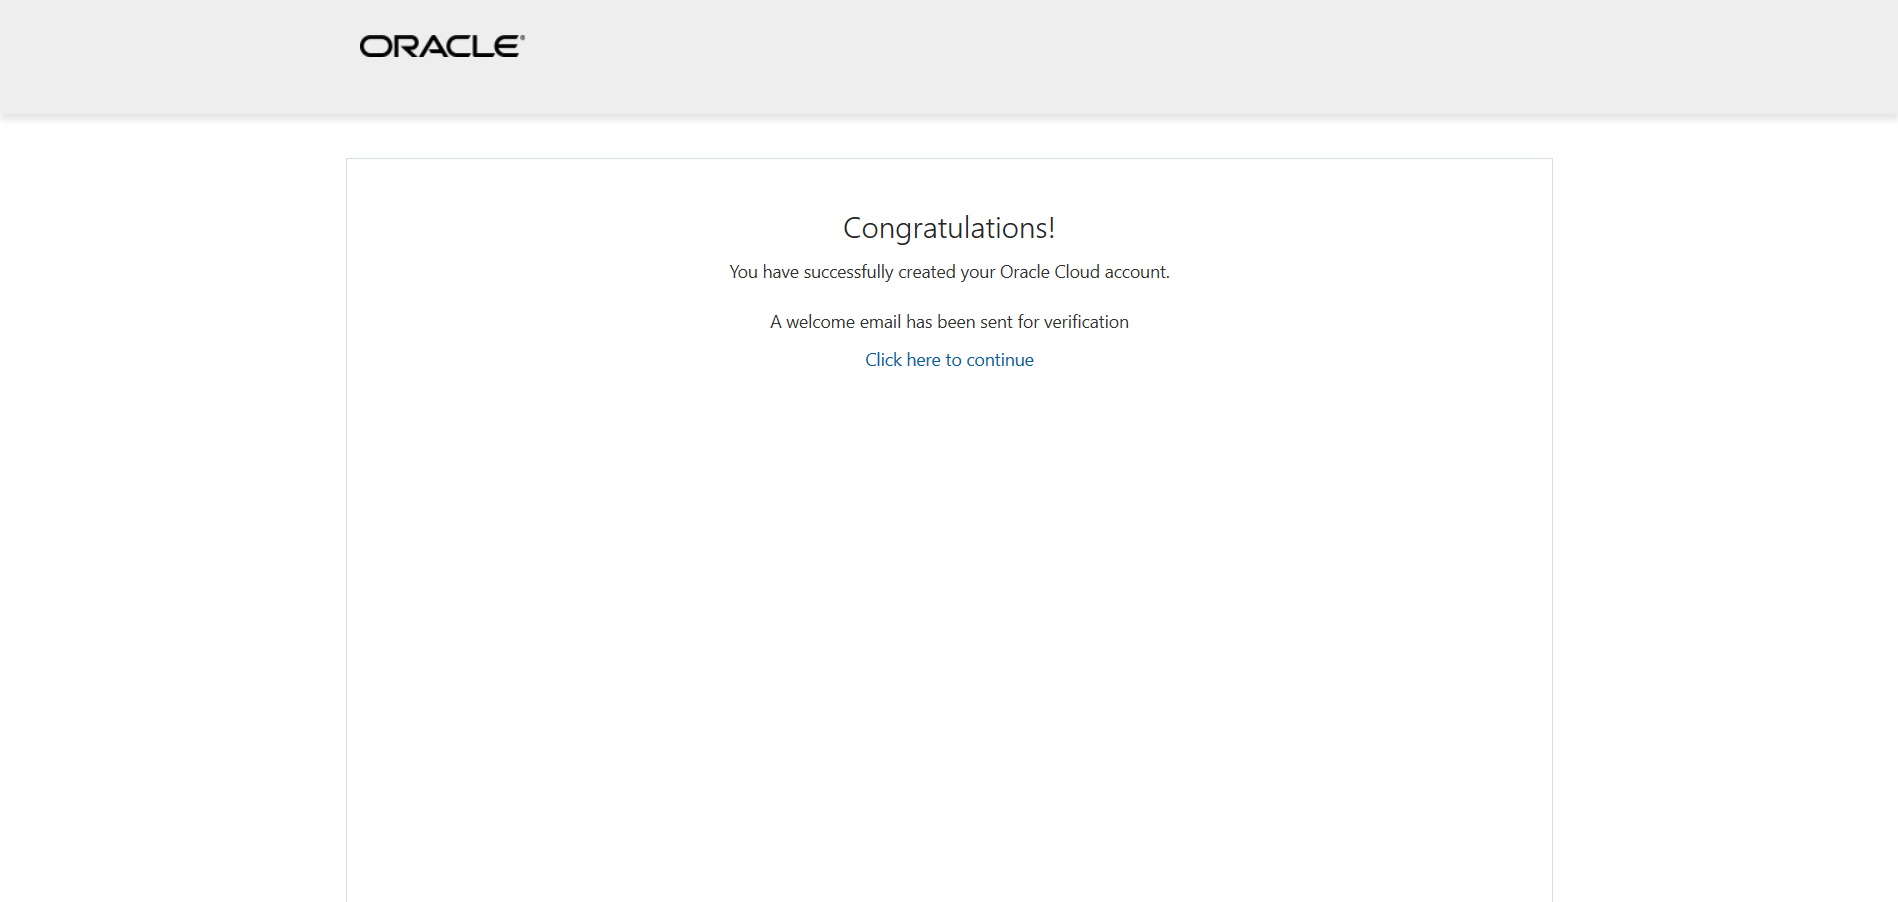 ORACLE®
Congratulations!
You have successfully created your Oracle Cloud account.
A welcome email has been sent for verification
Click here to continue